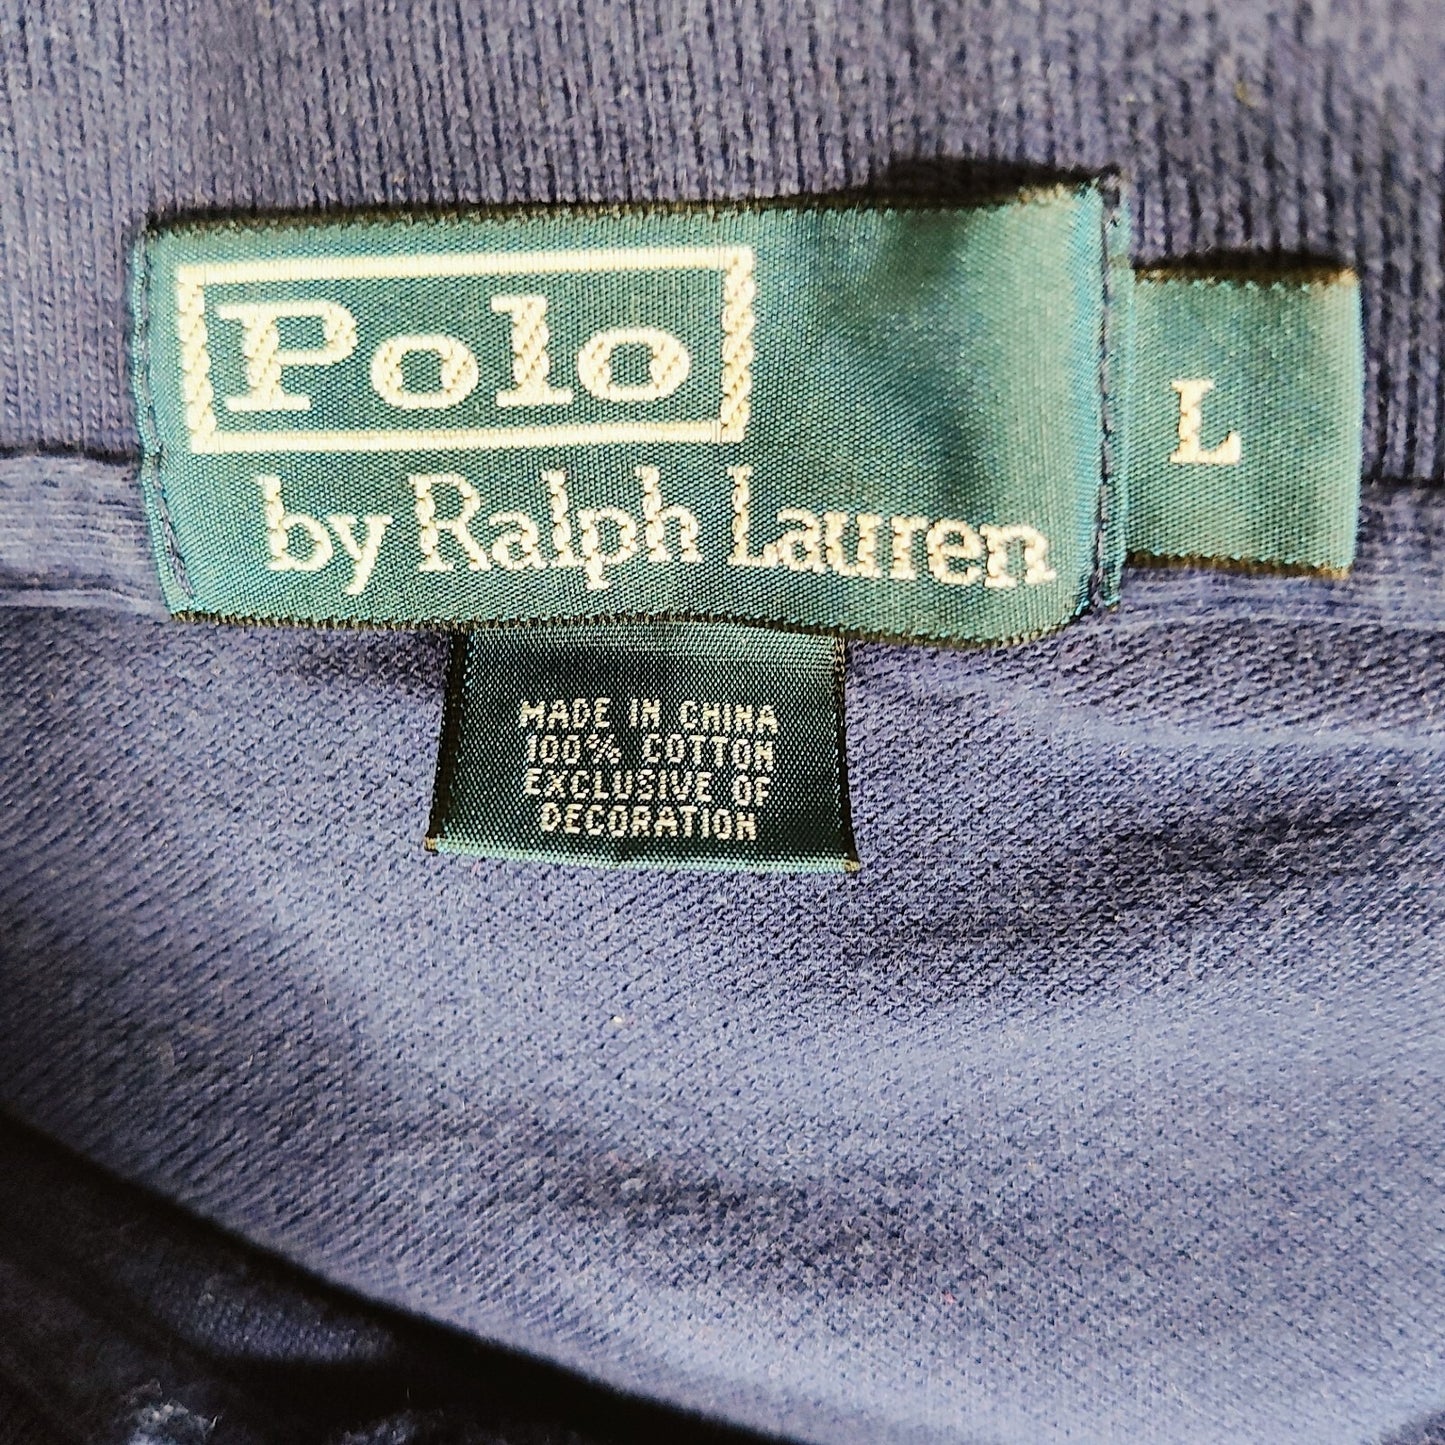 Polo
by Ralph Lauren
L
MADE IN CHINA
100% COTTON
EXCLUSIVE OF
DECORATION